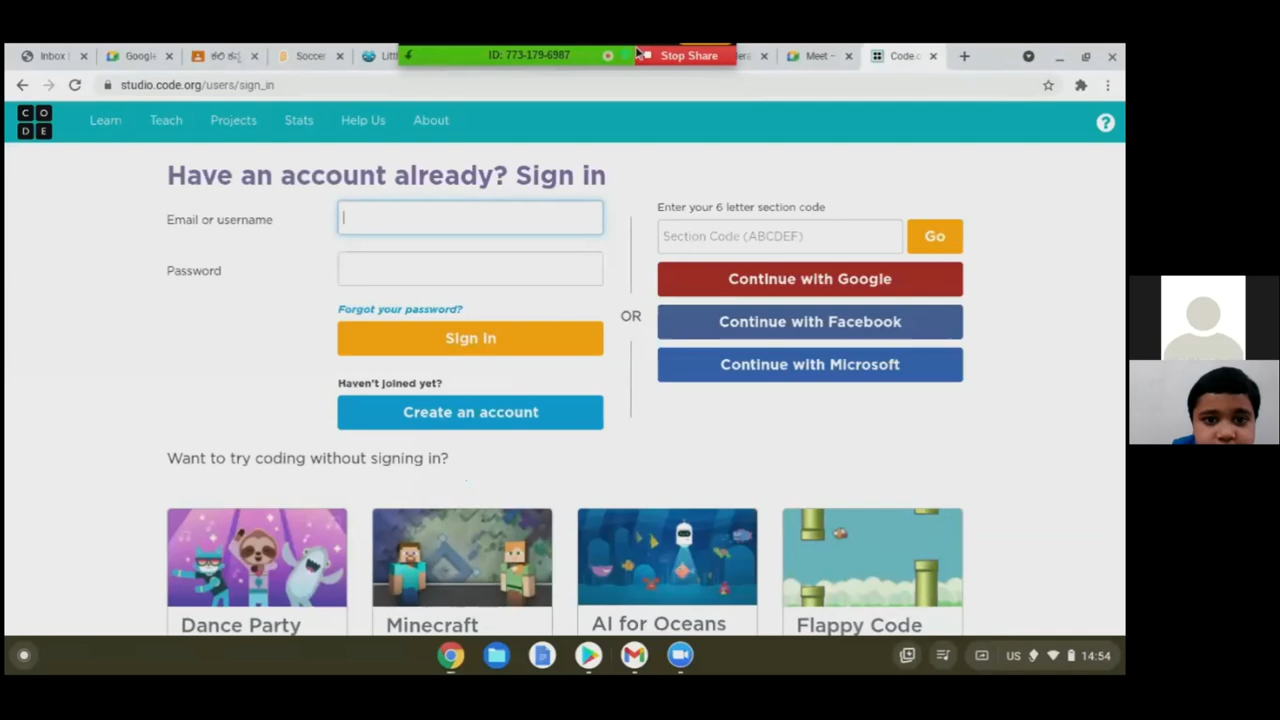 Inbox
Google
ಕಲಿ ಕನ್ನ
Soccer
Littl
ID: 773-179-6987
Stop Share
era
Meet –
Code.o
studio.code.org/users/sign_in
C O
D E
Learn
Teach
Projects
Stats
Help Us
About
?
Have an account already? Sign in
Email or username
Password
Forgot your password?
Sign in
Haven't joined yet?
Create an account
OR
Enter your 6 letter section code
Section Code (ABCDEF)
Go
Continue with Google
Continue with Facebook
Continue with Microsoft
Want to try coding without signing in?
Dance Party
Minecraft
AI for Oceans
Flappy Code
US
14:54